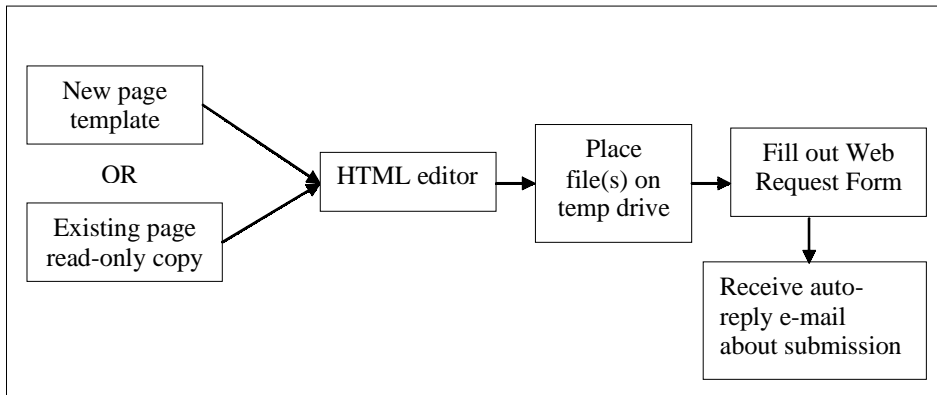 New page
template
OR
Existing page
read-only copy
HTML editor
Place
file(s) on
temp drive
Fill out Web
Request Form
Receive auto-
reply e-mail
about submission